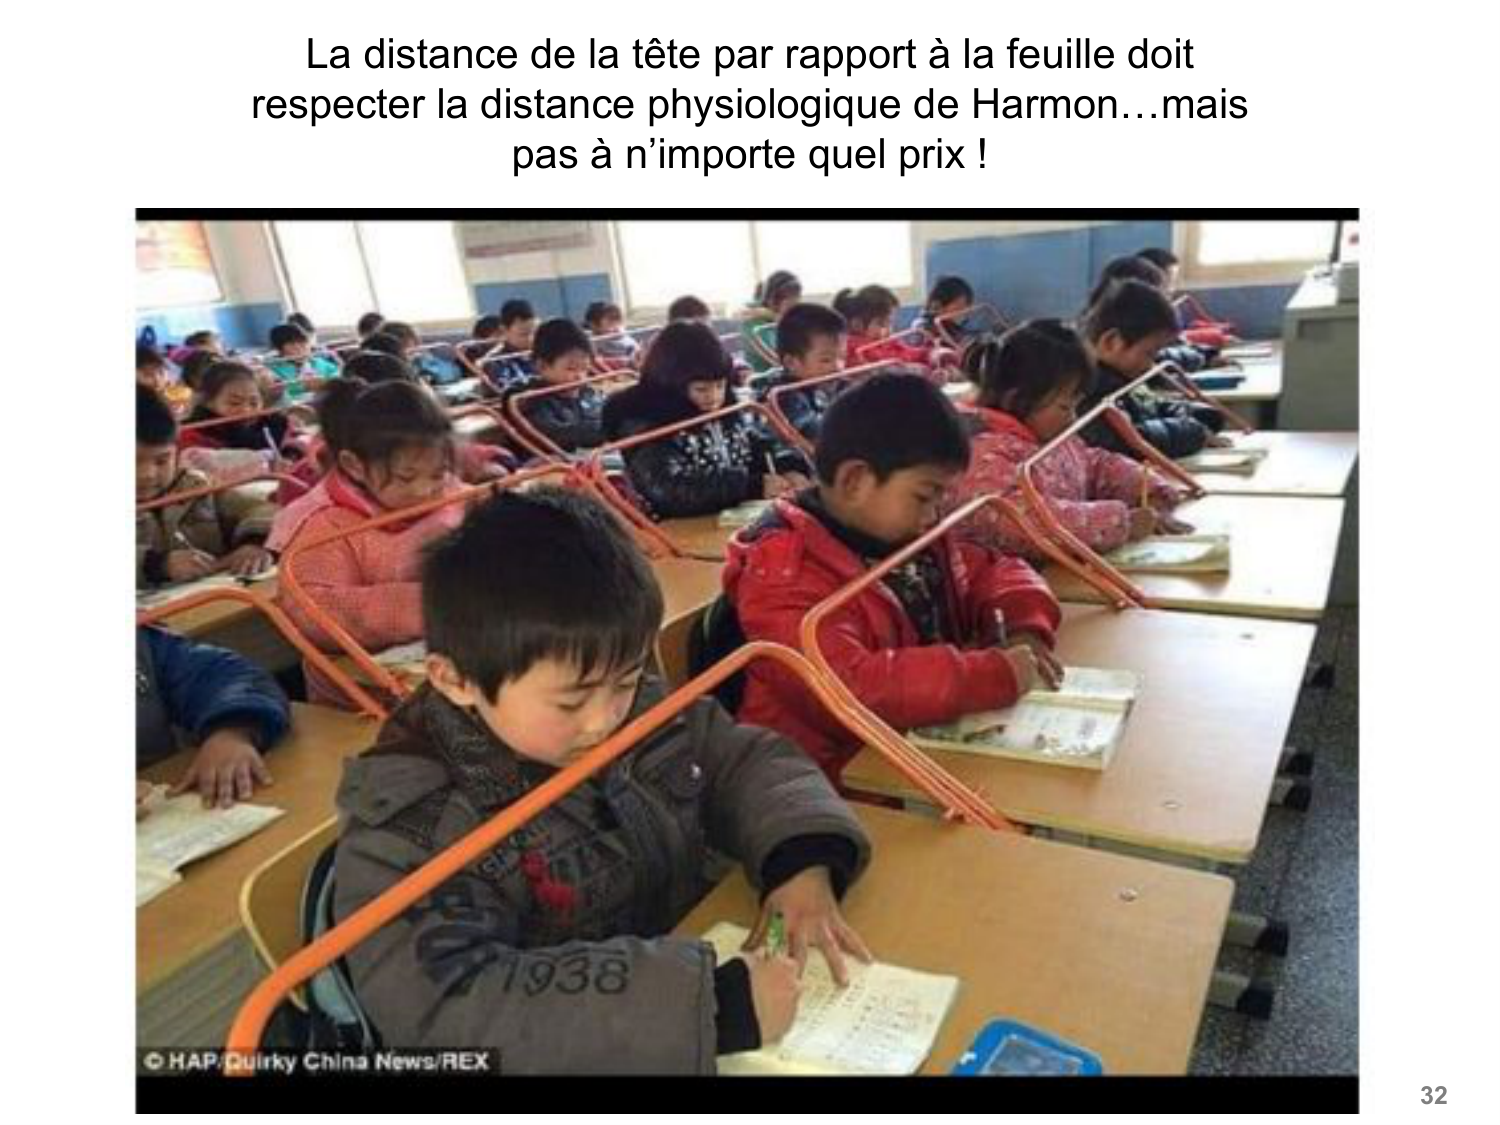 La distance de la tête par rapport à la feuille doit
respecter la distance physiologique de Harmon…mais
pas à n’importe quel prix !
1938
© HAP/Quirky China News/REX
32